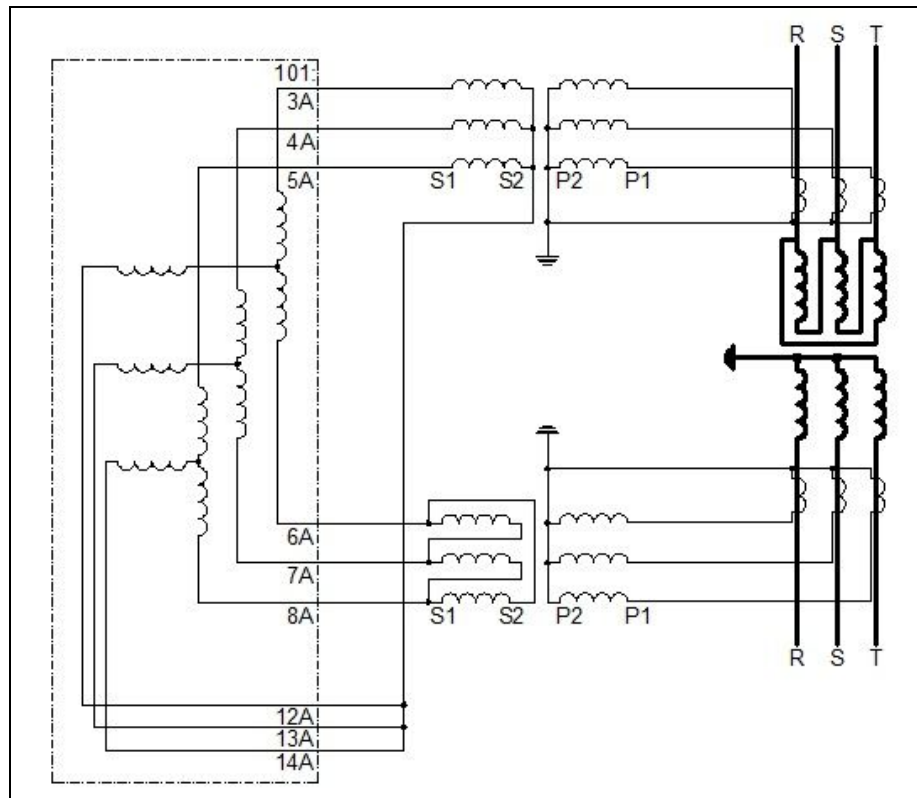 R S T
101:
3A
4A
5A
S1 S2 P2 P1
6A
7A
8A
S1 S2 P2 P1
R S T
12A
13A
14A